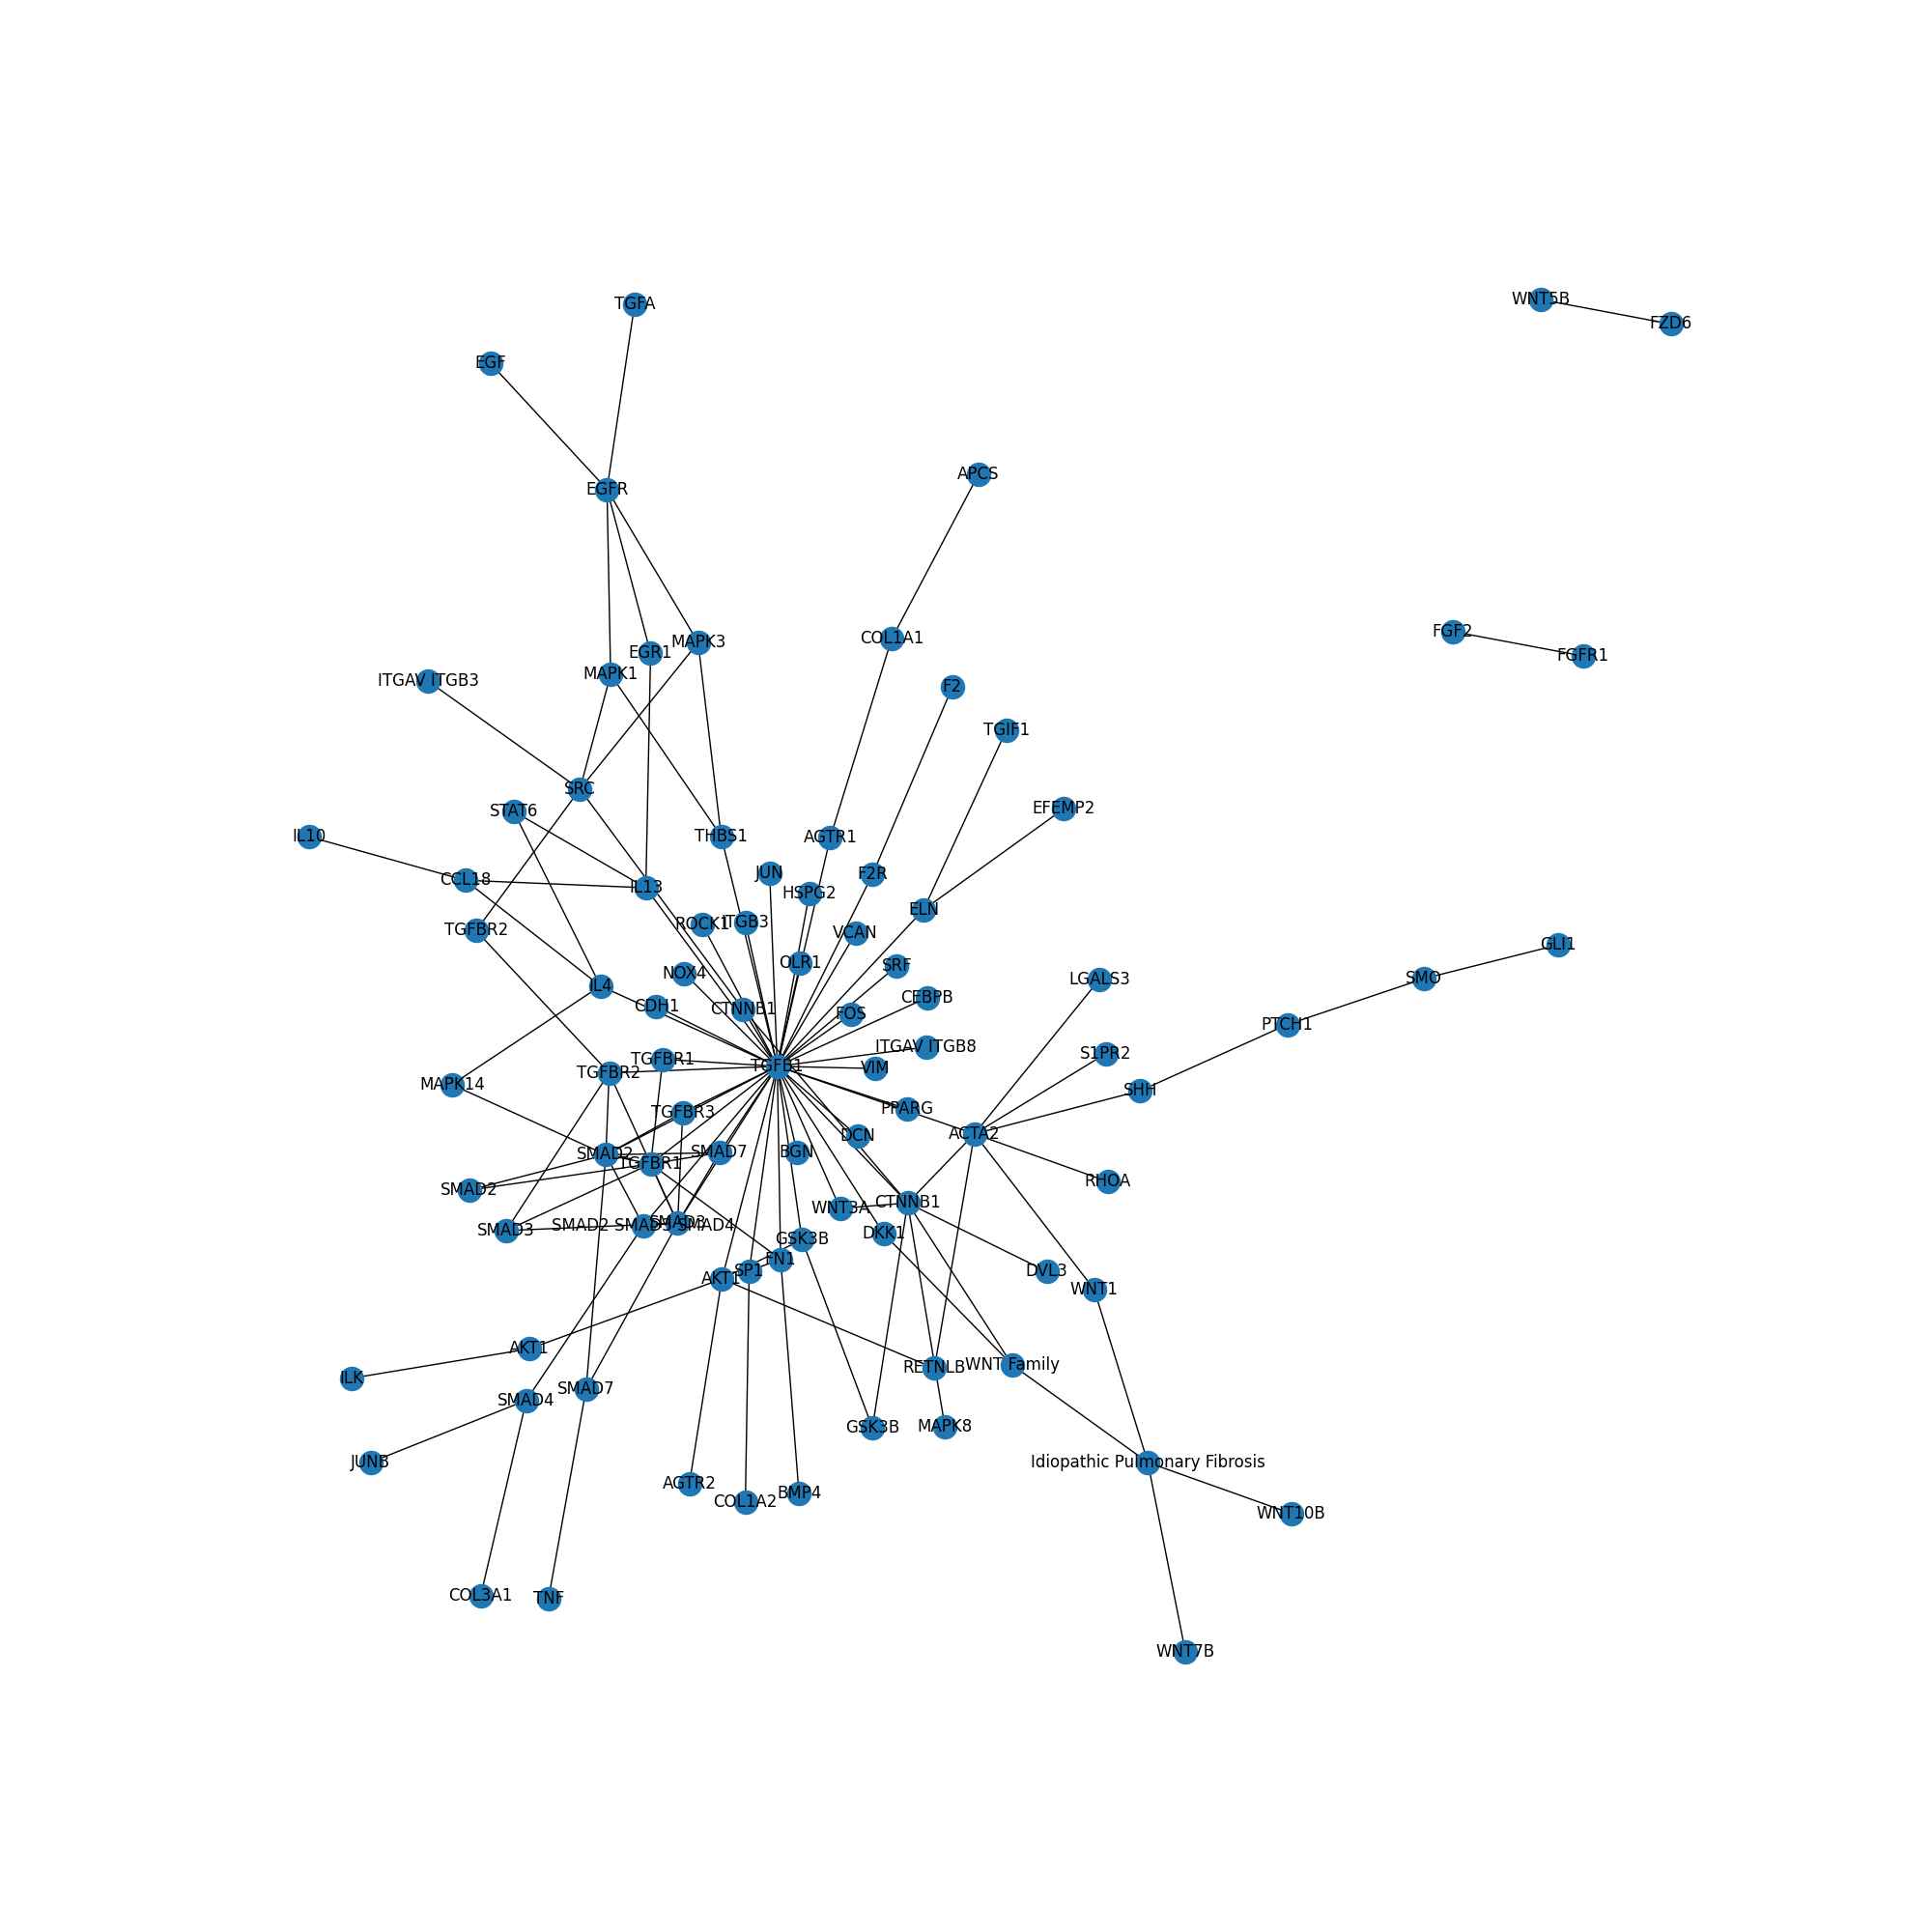 WNT5B
TGFA
FZD6
EGF
APCS
EGFR
FGF2
COL1A1
MAPK3
EGR1
FGFR1
MAPK1
ITGAV ITGB3
F2
TGIF1
SRC
EFEMP2
STAT6
IL10
THBS1
AGTR1
JUN
F2R
CCL18
IL13
HSPG2
ELN
ROCK1
ITGB3
TGFBR2
VCAN
GLI1
OLR1
SRF
NOX4
SMO
LGALS3
IL4
CEBPB
CDH1
CTNNB1
FOS
PTCH1
ITGAV ITGB8
S1PR2
TGFBR1
TGFB1
VIM
TGFBR2
MAPK14
SHH
PPARG
TGFBR3
ACTA2
DCN
SMAD2
SMAD7
BGN
TGFBR1
RHOA
SMAD2
CTNNB1
WNT3A
SMAD3
SMAD2 SMAD3 SMAD4
SMAD3
DKK1
GSK3B
FN1
SP1
DVL3
AKT1
WNT1
AKT1
WNT Family
RETNLB
ILK
SMAD7
SMAD4
GSK3B
MAPK8
JUNB
Idiopathic Pulmonary Fibrosis
AGTR2
BMP4
COL1A2
WNT10B
COL3A1
TNF
WNT7B